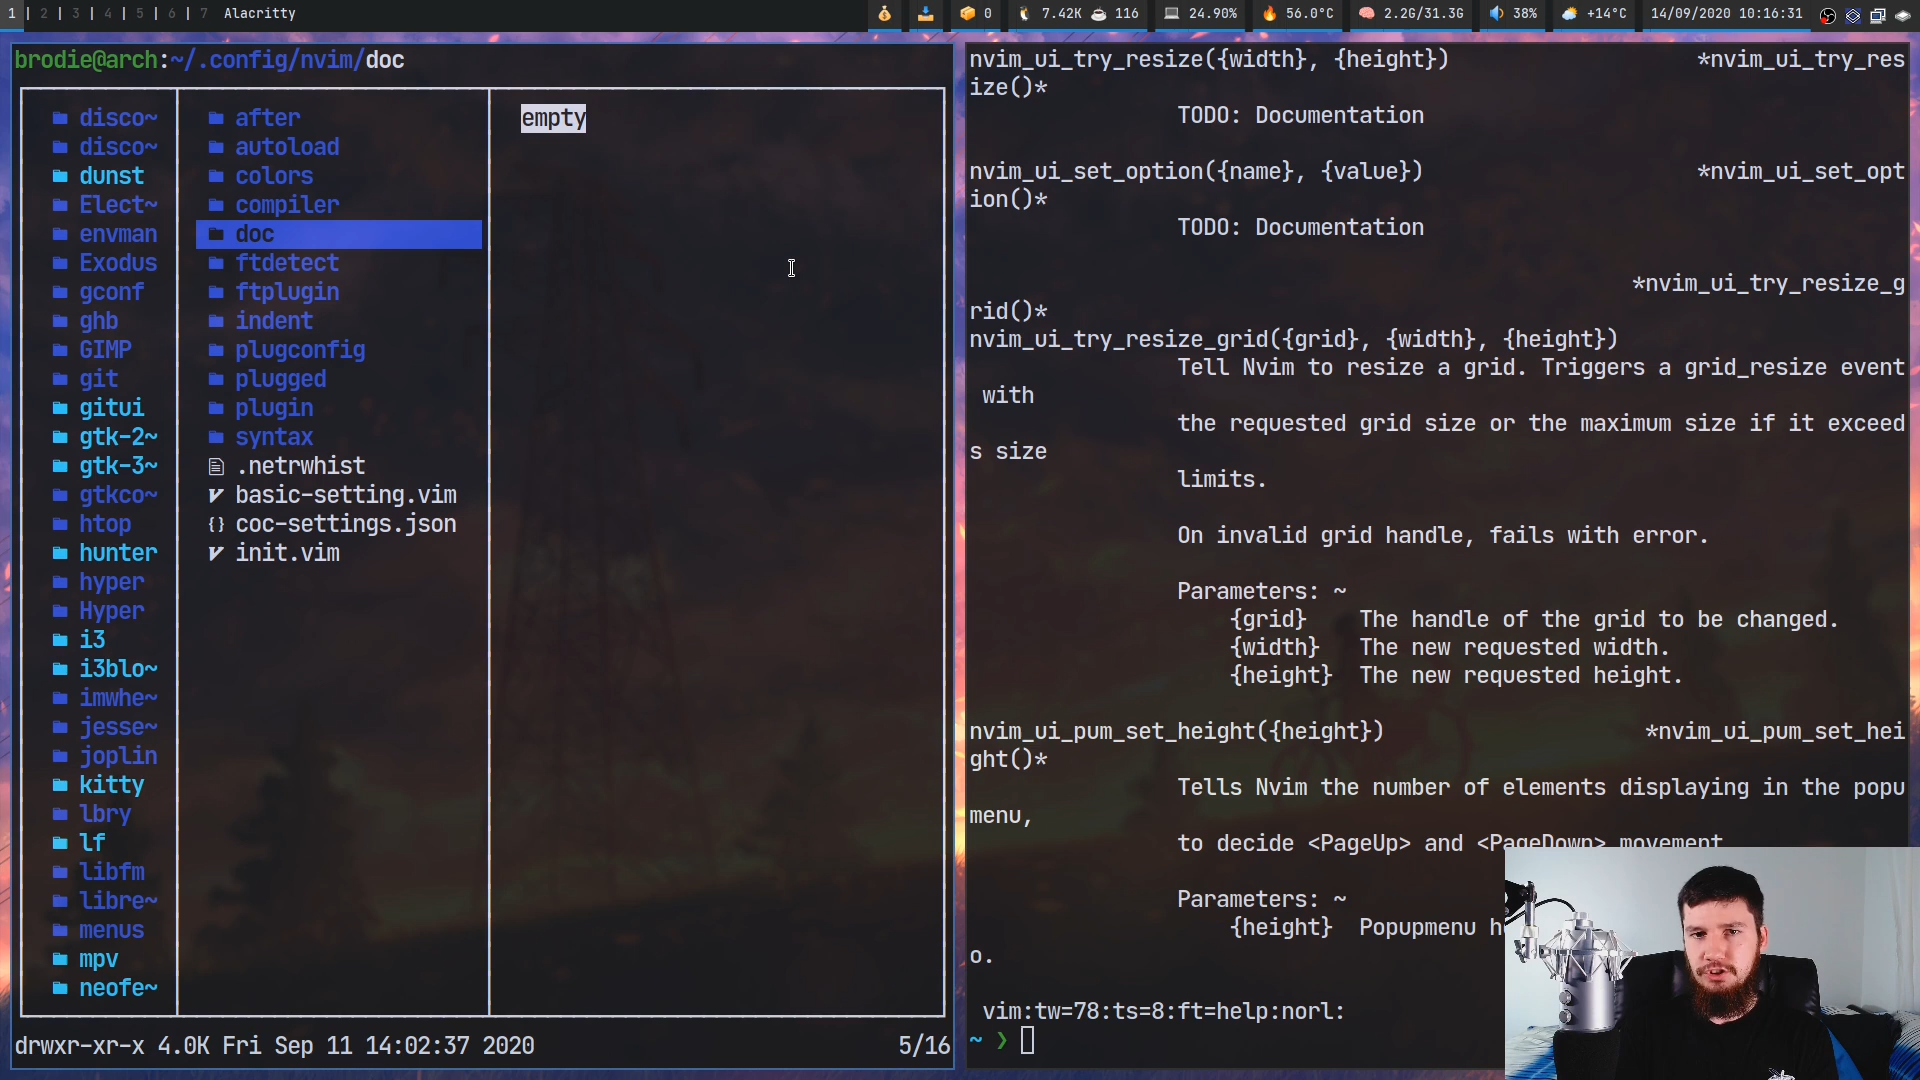 1 | 2 | 3 | 4 | 5 | 6 | 7 Alacritty
0 7.42K 116 24.90% 56.0°C 2.2G/31.3G 38% +14°C 14/09/2020 10:16:31
brodie@arch:~/.config/nvim/doc
disco~
disco~
dunst
Elect~
envman
Exodus
gconf
ghb
GIMP
git
gitui
gtk-2~
gtk-3~
gtkco~
htop
hunter
hyper
Hyper
i3
i3blo~
imwhe~
jesse~
joplin
kitty
lbry
lf
libfm
libre~
menus
mpv
neofe~
after
autoload
colors
compiler
doc
ftdetect
ftplugin
indent
plugconfig
plugged
plugin
syntax
.netrwhist
basic-setting.vim
coc-settings.json
init.vim
empty
drwxr-xr-x 4.0K Fri Sep 11 14:02:37 2020 5/16
nvim_ui_try_resize({width}, {height}) *nvim_ui_try_res
ize()*
TODO: Documentation
nvim_ui_set_option({name}, {value}) *nvim_ui_set_opt
ion()*
TODO: Documentation
*nvim_ui_try_resize_g
rid()*
nvim_ui_try_resize_grid({grid}, {width}, {height})
Tell Nvim to resize a grid. Triggers a grid_resize event
with
the requested grid size or the maximum size if it exceed
s size
limits.
On invalid grid handle, fails with error.
Parameters: ~
{grid} The handle of the grid to be changed.
{width} The new requested width.
{height} The new requested height.
nvim_ui_pum_set_height({height}) *nvim_ui_pum_set_hei
ght()*
Tells Nvim the number of elements displaying in the popu
menu,
to decide <PageUp> and <PageDown> movement
Parameters: ~
{height} Popupmenu
o.
vim:tw=78:ts=8:ft=help:norl:
~ ❯